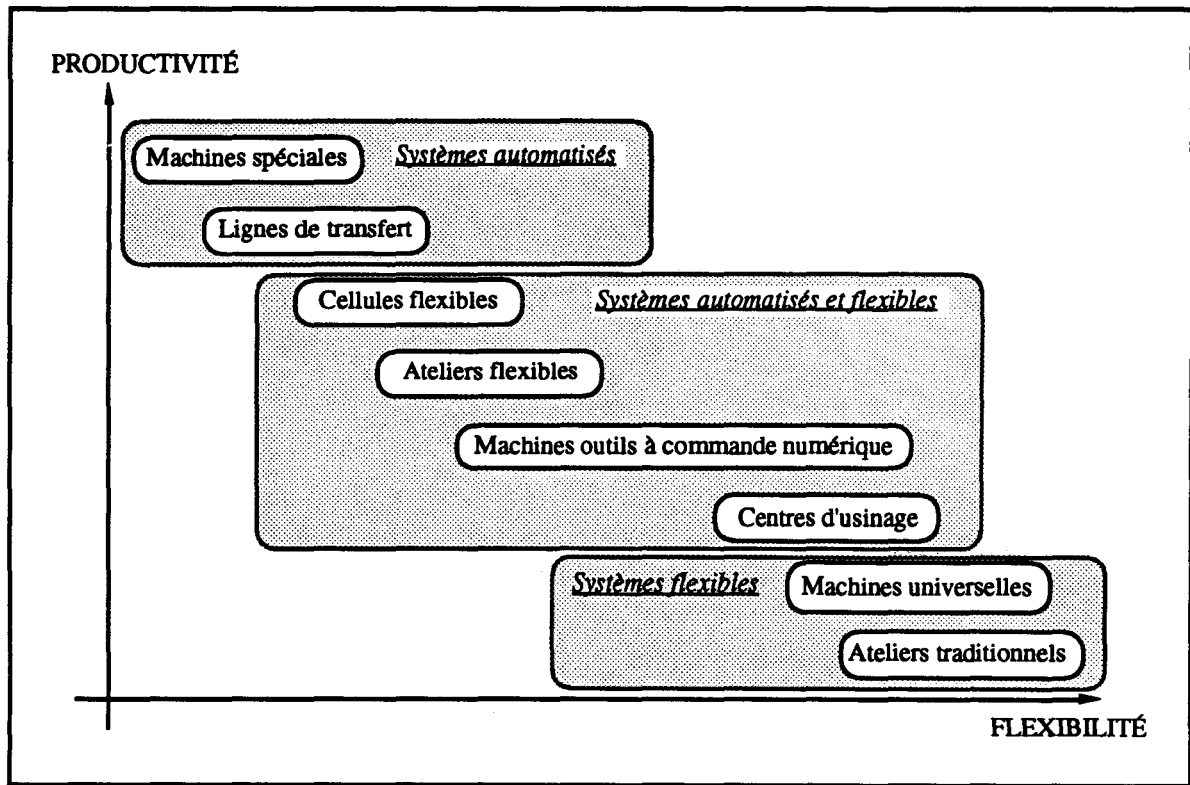 PRODUCTIVITÉ
Machines spéciales
Systèmes automatisés
Lignes de transfert
Cellules flexibles
Systèmes automatisés et flexibles
Ateliers flexibles
Machines outils à commande numérique
Centres d'usinage
Systèmes flexibles
Machines universelles
Ateliers traditionnels
FLEXIBILITÉ